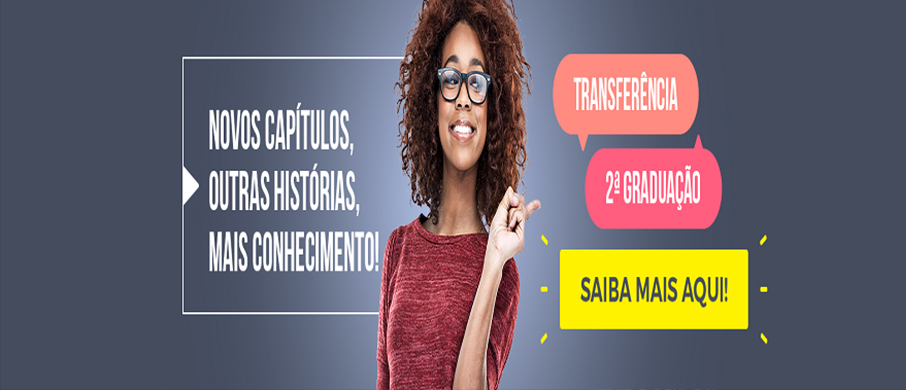 NOVOS CAPÍTULOS,
OUTRAS HISTÓRIAS,
MAIS CONHECIMENTO!
TRANSFERÊNCIA
2ª GRADUAÇÃO
SAIBA MAIS AQUI!